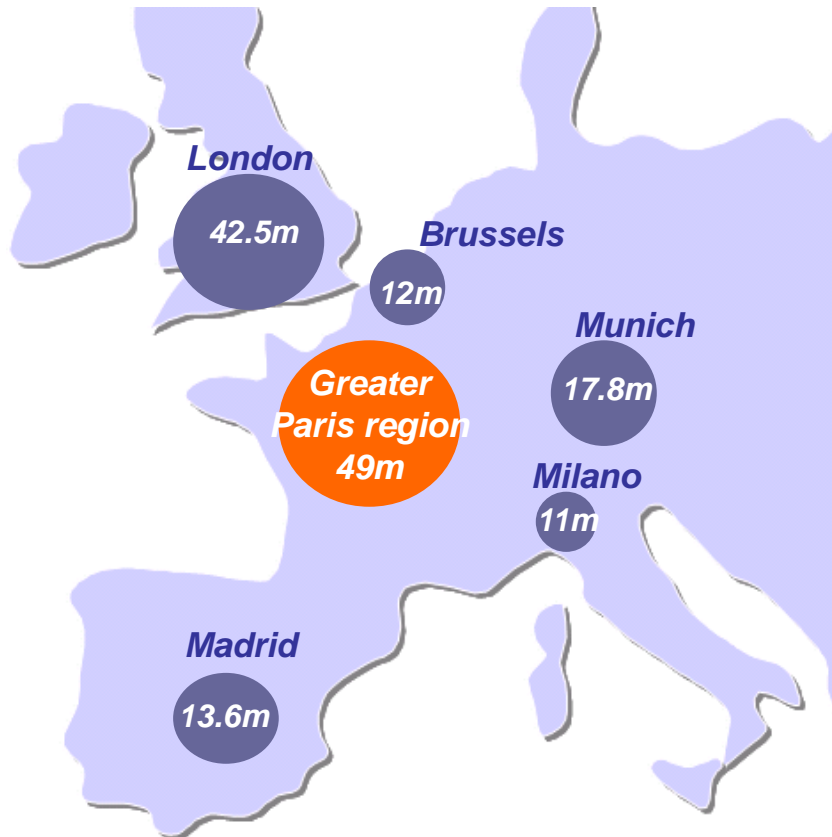 London
42.5m
Brussels
12m
Munich
17.8m
Greater
Paris region
49m
Milano
11m
Madrid
13.6m